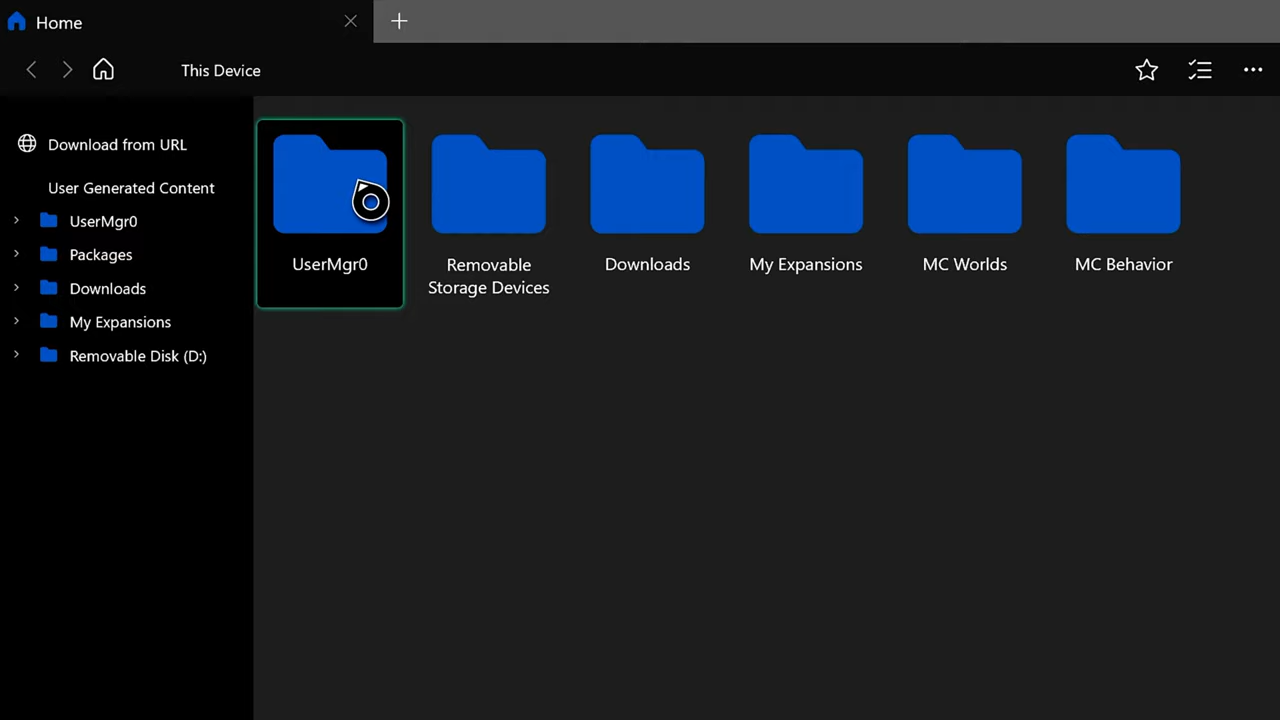 Home
This Device
Download from URL
User Generated Content
UserMgr0
Packages
Downloads
My Expansions
Removable Disk (D:)
UserMgr0
Removable
Storage Devices
Downloads
My Expansions
MC Worlds
MC Behavior